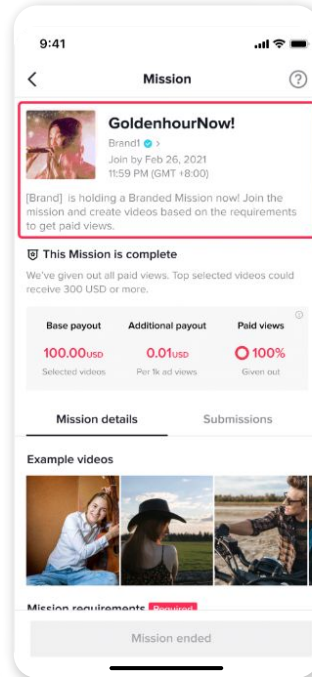 9:41
Mission
GoldenhourNow!
Brand1
Join by Feb 26, 2021
11:59 PM (GMT +8:00)
[Brand] is holding a Branded Mission now! Join the
mission and create videos based on the requirements
to get paid views.
This Mission is complete
We've given out all paid views. Top selected videos could
receive 300 USD or more.
Base payout Additional payout Paid views
100.00USD 0.01USD 100%
Selected videos Per 1k ad views Given out
Mission details Submissions
Example videos
Mission requirements Required
Mission ended